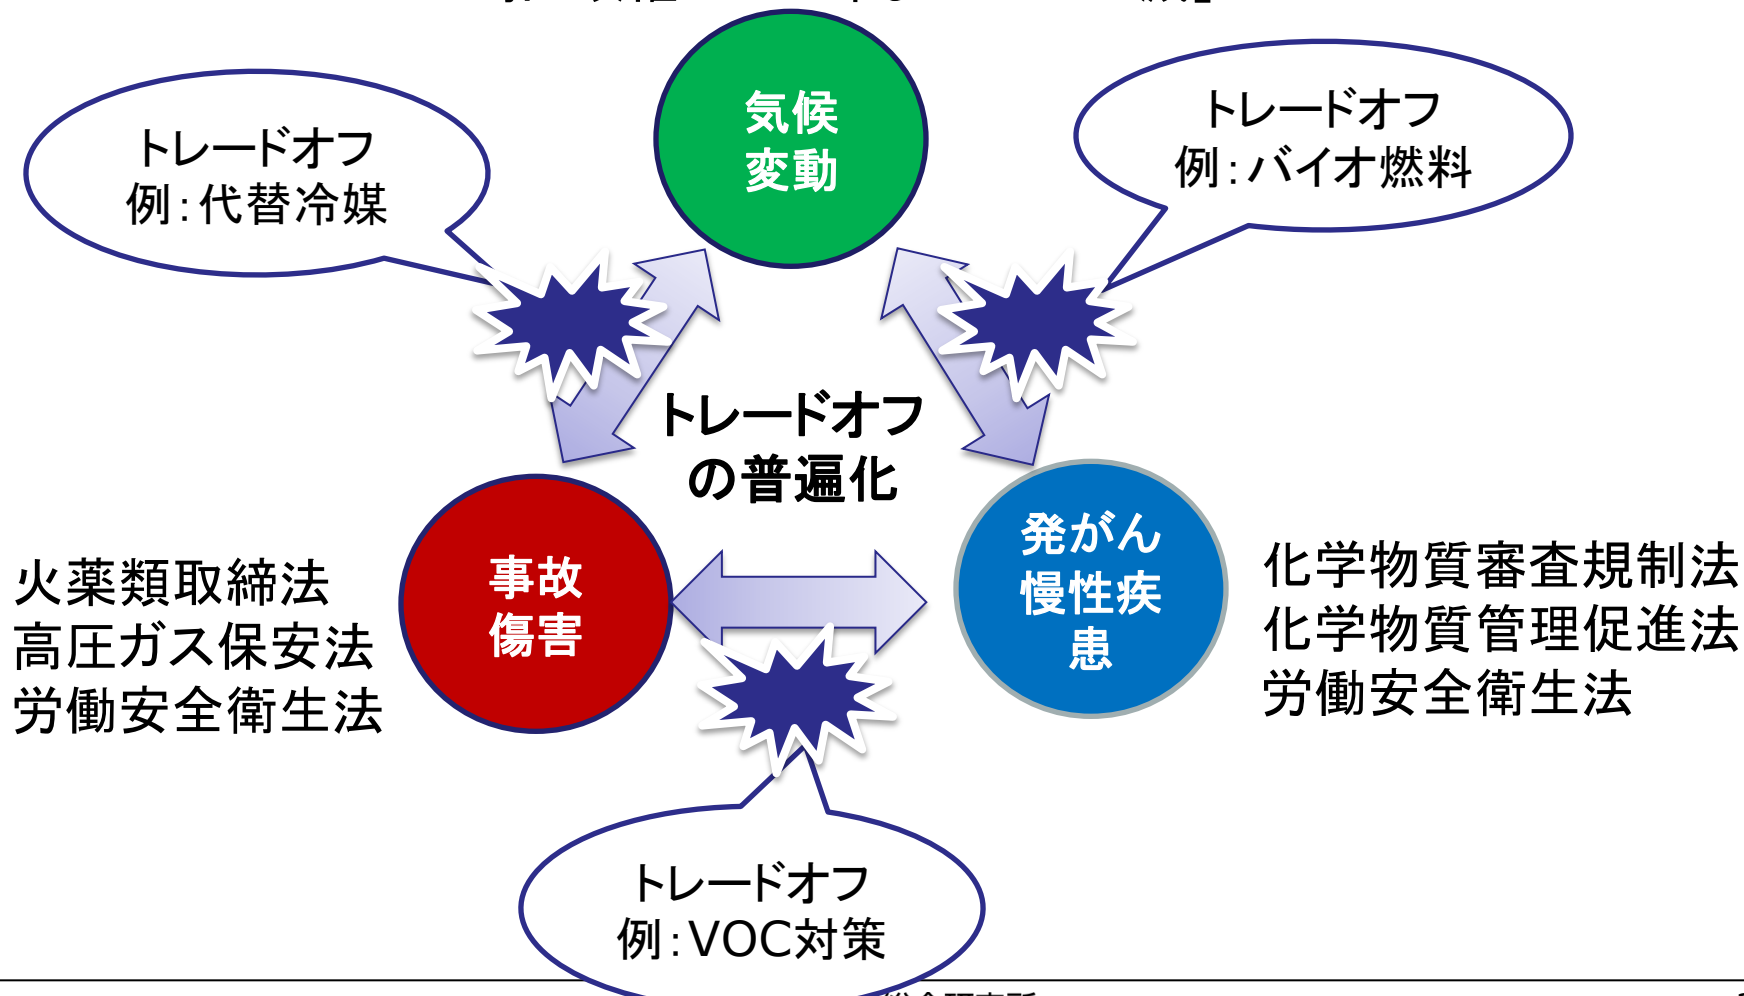 気候
変動
トレードオフ
例：代替冷媒
トレードオフ
例：バイオ燃料
トレードオフ
の普遍化
事故
傷害
発がん
慢性疾
患
火薬類取締法
高圧ガス保安法
労働安全衛生法
化学物質審査規制法
化学物質管理促進法
労働安全衛生法
トレードオフ
例：VOC対策